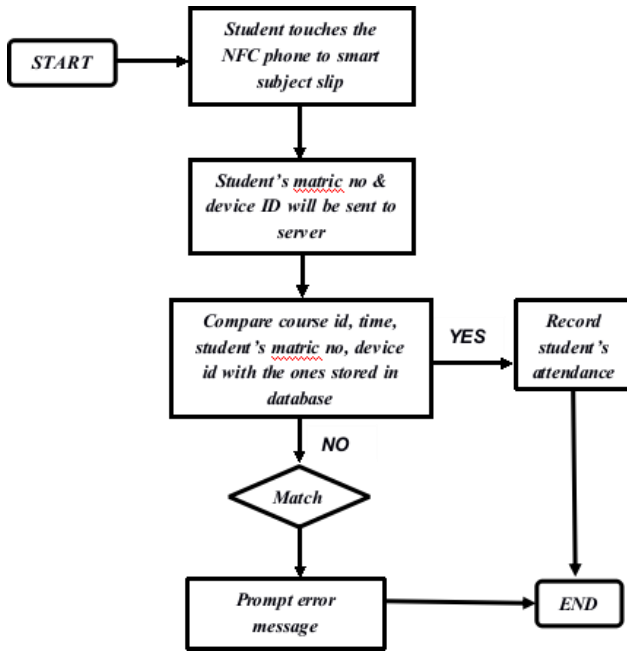 START
Student touches the
NFC phone to smart
subject slip
Student's matric no &
device ID will be sent to
server
Compare course id, time,
student's matric no, device
id with the ones stored in
database
YES
Record
student's
attendance
NO
Match
Prompt error
message
END